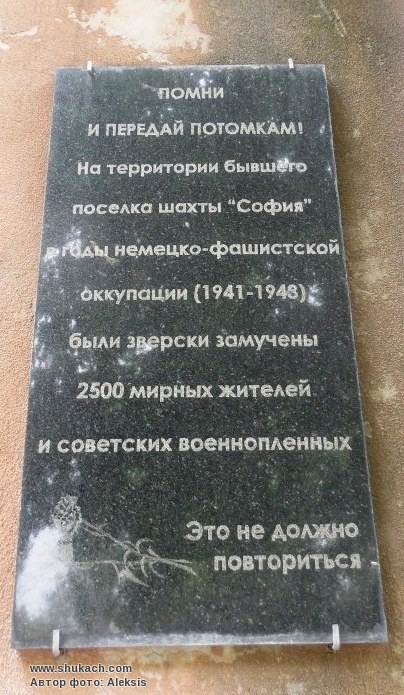 ПОМНИ
И ПЕРЕДАЙ ПОТОМКАМ!
На территории бывшего
поселка шахты "София"
в годы немецко-фашистской
оккупации (1941-1943)
были зверски замучены
2500 мирных жителей
и советских военнопленных
Это не должно
повториться
www.shukach.com
Автор фото: Aleksis